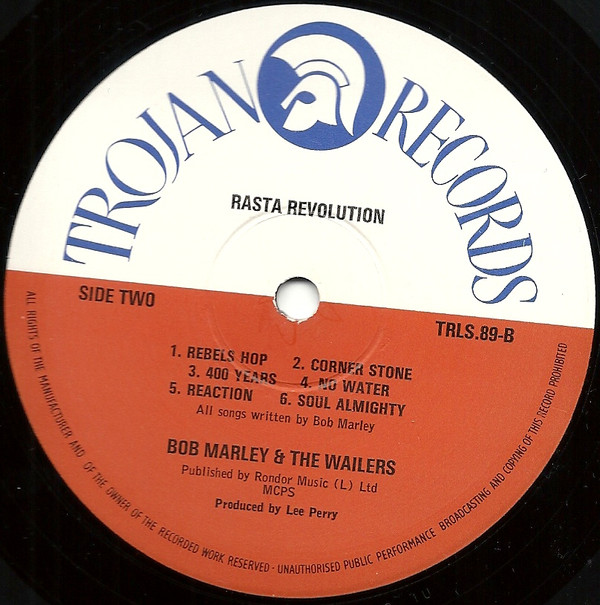 TROJAN RECORDS
RASTA REVOLUTION
SIDE TWO
TRLS.89-B
1. REBELS HOP 2. CORNER STONE
3. 400 YEARS 4. NO WATER
5. REACTION 6. SOUL ALMIGHTY
All songs written by Bob Marley
BOB MARLEY & THE WAILERS
Published by Rondor Music (L) Ltd
MCPS
Produced by Lee Perry
ALL RIGHTS OF THE MANUFACTURER AND OF THE OWNER OF THE RECORDED WORK RESERVED - UNAUTHORISED PUBLIC PERFORMANCE BROADCASTING AND COPYING OF THIS RECORD PROHIBITED